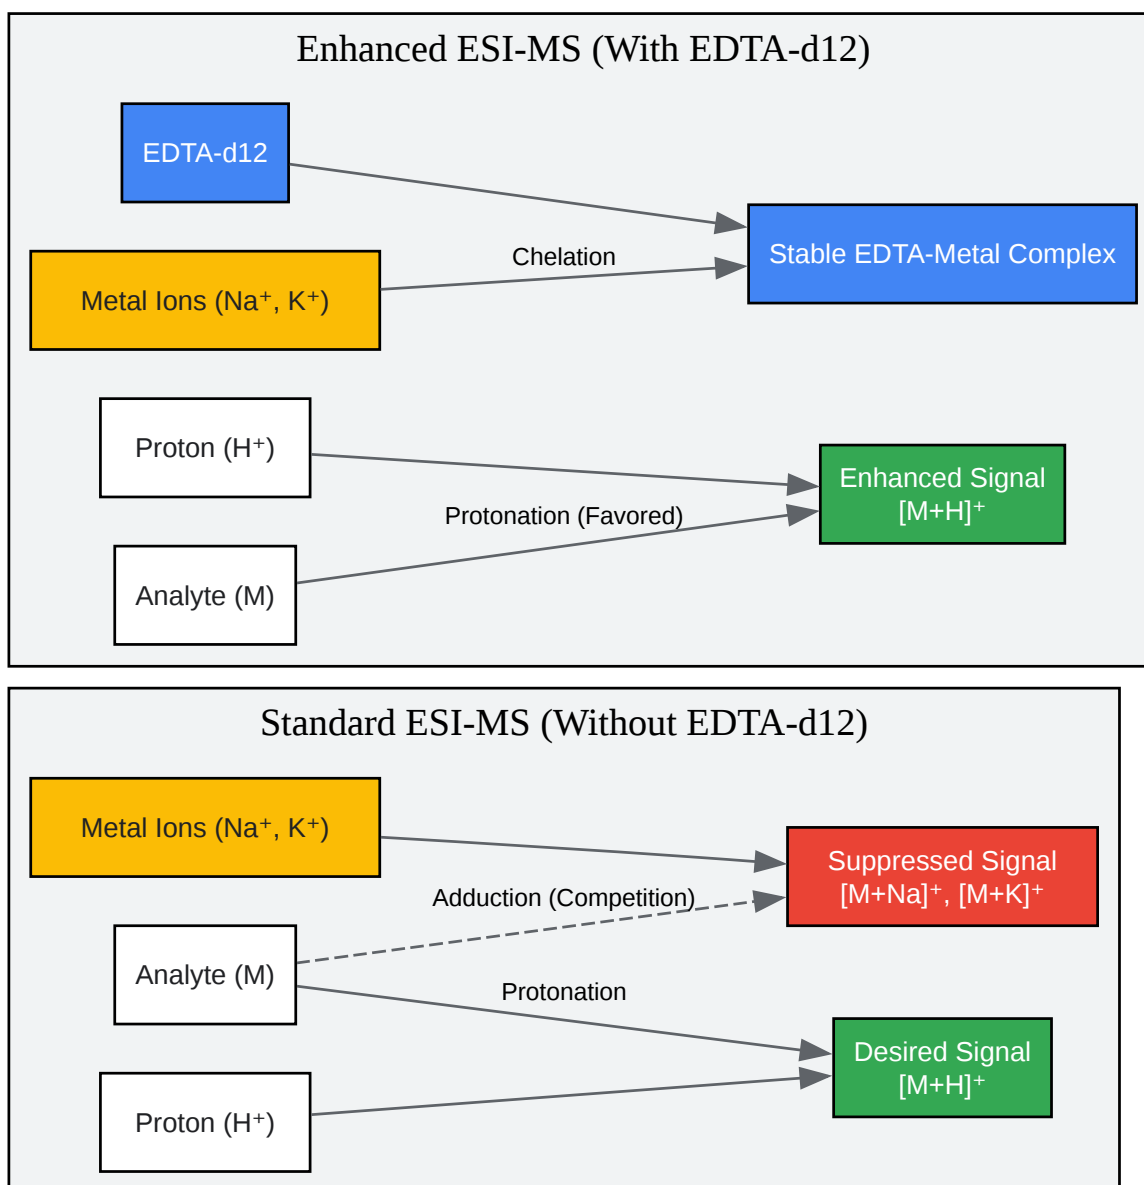 Enhanced ESI-MS (With EDTA-d12)
EDTA-d12
Stable EDTA-Metal Complex
Chelation
Metal Ions (Na⁺, K⁺)
Proton (H⁺)
Enhanced Signal
[M+H]⁺
Protonation (Favored)
Analyte (M)
Standard ESI-MS (Without EDTA-d12)
Metal Ions (Na⁺, K⁺)
Suppressed Signal
[M+Na]⁺, [M+K]⁺
Adduction (Competition)
Analyte (M)
Protonation
Desired Signal
[M+H]⁺
Proton (H⁺)